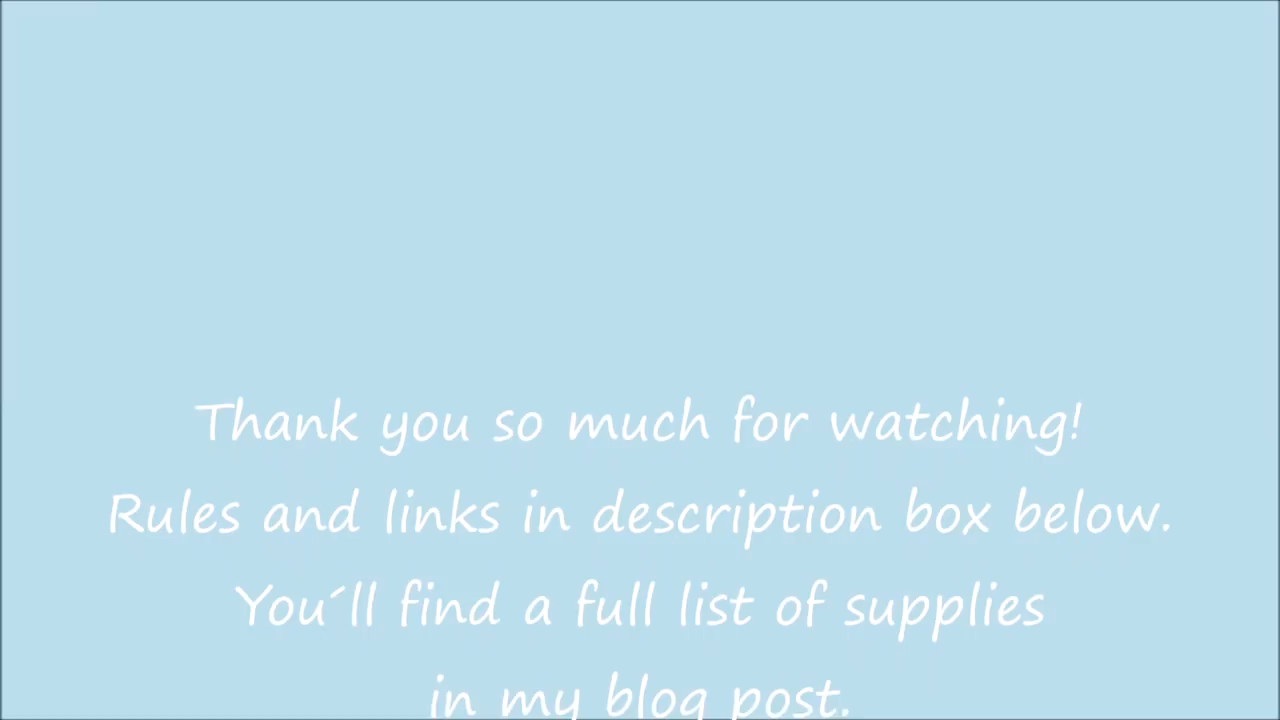 Thank you so much for watching!
Rules and links in description box below.
You´ll find a full list of supplies
in my blog post.